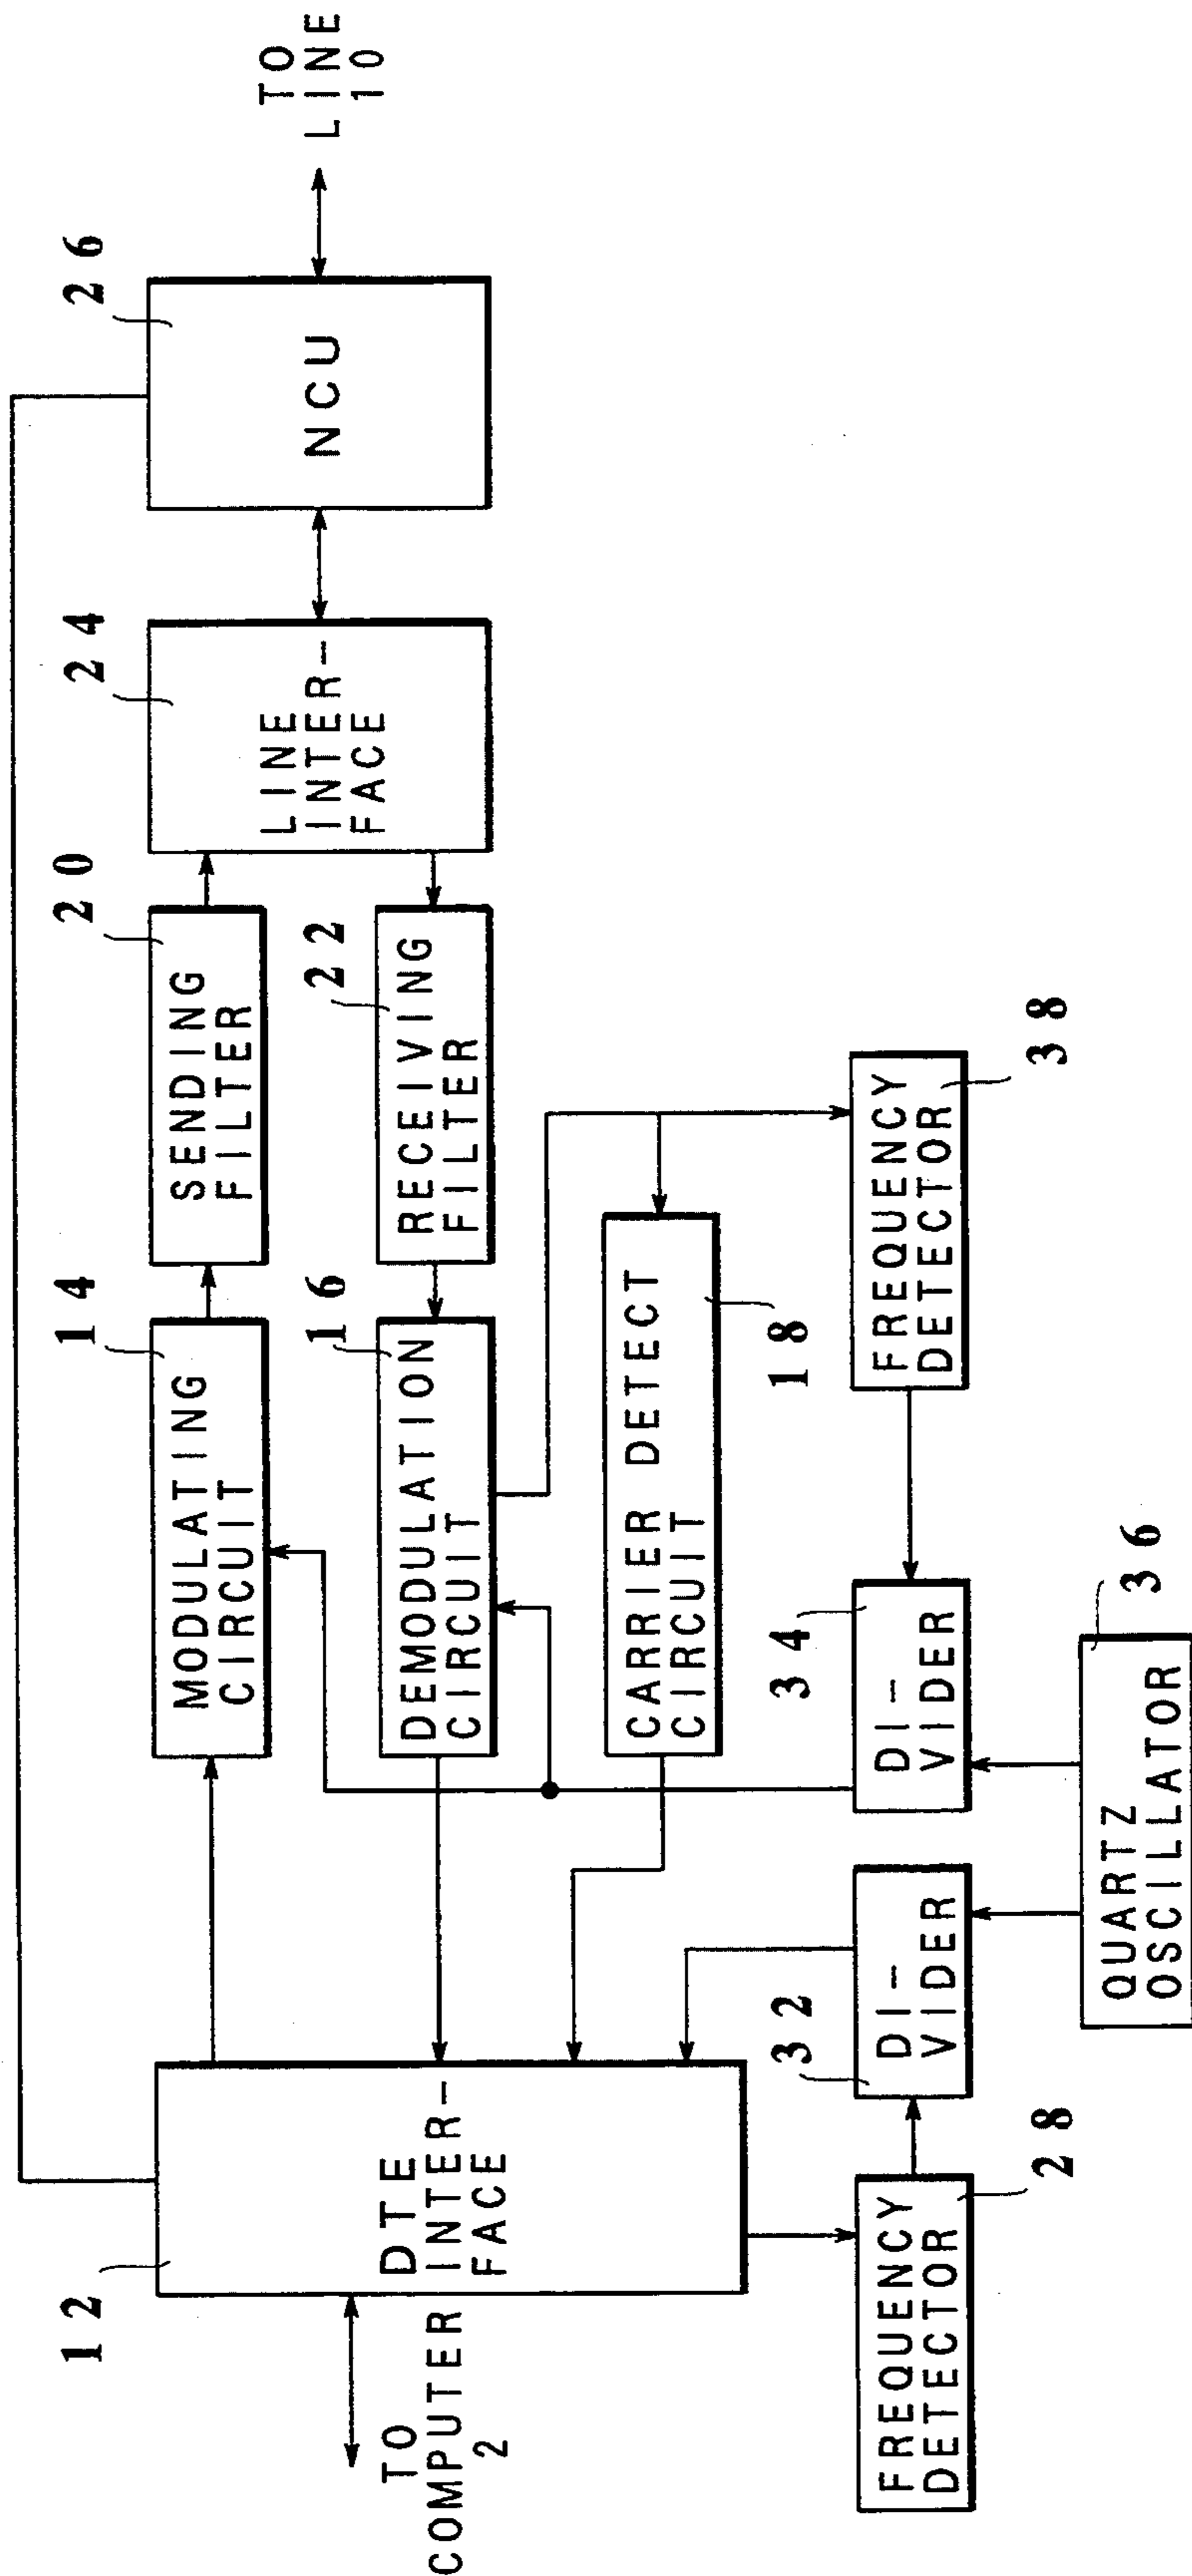 12
DTE
INTER-
FACE
TO
COMPUTER
2
14
MODULATING
CIRCUIT
20
SENDING
FILTER
24
LINE
INTER-
FACE
26
NCU
TO
LINE
10
16
DEMODULATION
CIRCUIT
22
RECEIVING
FILTER
CARRIER DETECT
CIRCUIT
18
FREQUENCY
DETECTOR
28
32
DI-
VIDER
34
DI-
VIDER
FREQUENCY
DETECTOR
38
QUARTZ
OSCILLATOR
36